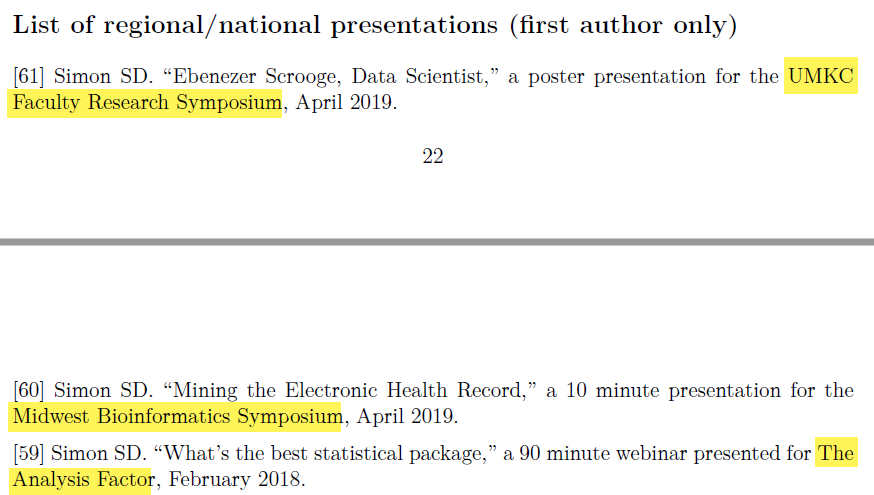 List of regional/national presentations (first author only)
[61] Simon SD. “Ebenezer Scrooge, Data Scientist,” a poster presentation for the UMKC
Faculty Research Symposium, April 2019.
22
[60] Simon SD. “Mining the Electronic Health Record,” a 10 minute presentation for the
Midwest Bioinformatics Symposium, April 2019.
[59] Simon SD. “What’s the best statistical package,” a 90 minute webinar presented for The
Analysis Factor, February 2018.